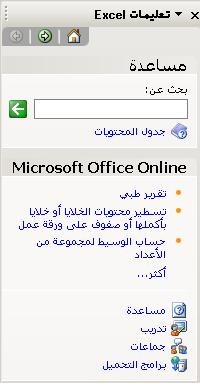 تعليمات Excel
مساعدة
بحث عن:
جدول المحتويات
Microsoft Office Online
تقرير طبي
تسطير محتويات الخلايا أو خلايا
بأكملها أو صفوف على ورقة عمل
حساب الوسيط لمجموعة من
الأعداد
أكثر...
مساعدة
تدريب
جماعات
برامج التحميل